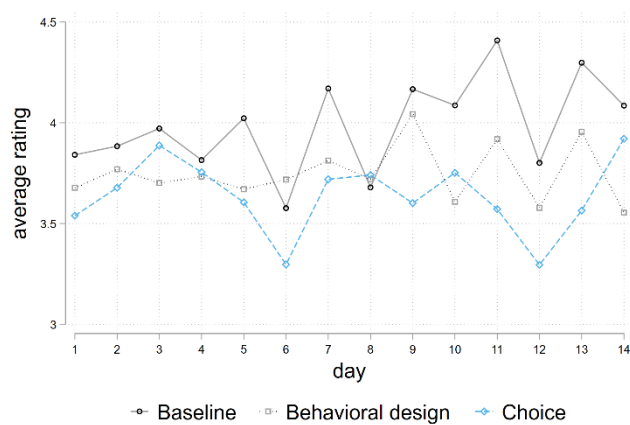 4.5
4
3.5
3
average rating
1 2 3 4 5 6 7 8 9 10 11 12 13 14
day
Baseline Behavioral design Choice